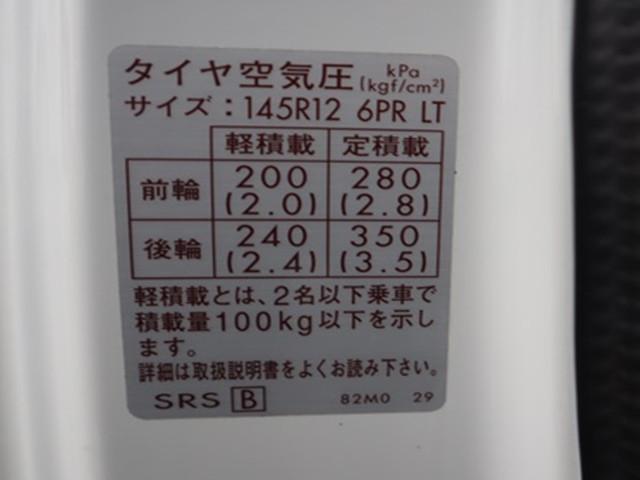 タイヤ空気圧 kPa (kgf/cm²)
サイズ：145R12 6PR LT
軽積載 定積載
前輪 200 (2.0) 280 (2.8)
後輪 240 (2.4) 350 (3.5)
軽積載とは、2名以下乗車で
積載量100kg以下を示し
ます。
詳細は取扱説明書をよくお読み下さい。
SRS B 82M0 29